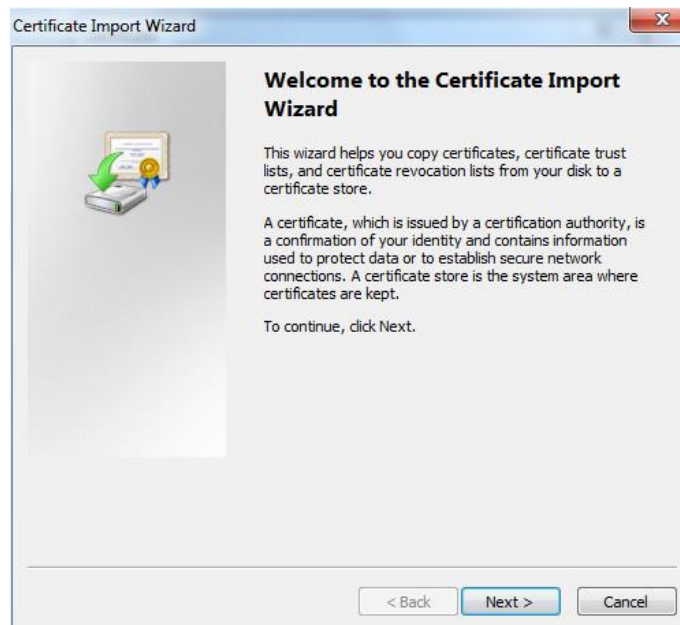 Certificate Import Wizard
Welcome to the Certificate Import
Wizard
This wizard helps you copy certificates, certificate trust
lists, and certificate revocation lists from your disk to a
certificate store.
A certificate, which is issued by a certification authority, is
a confirmation of your identity and contains information
used to protect data or to establish secure network
connections. A certificate store is the system area where
certificates are kept.
To continue, click Next.
< Back Next > Cancel